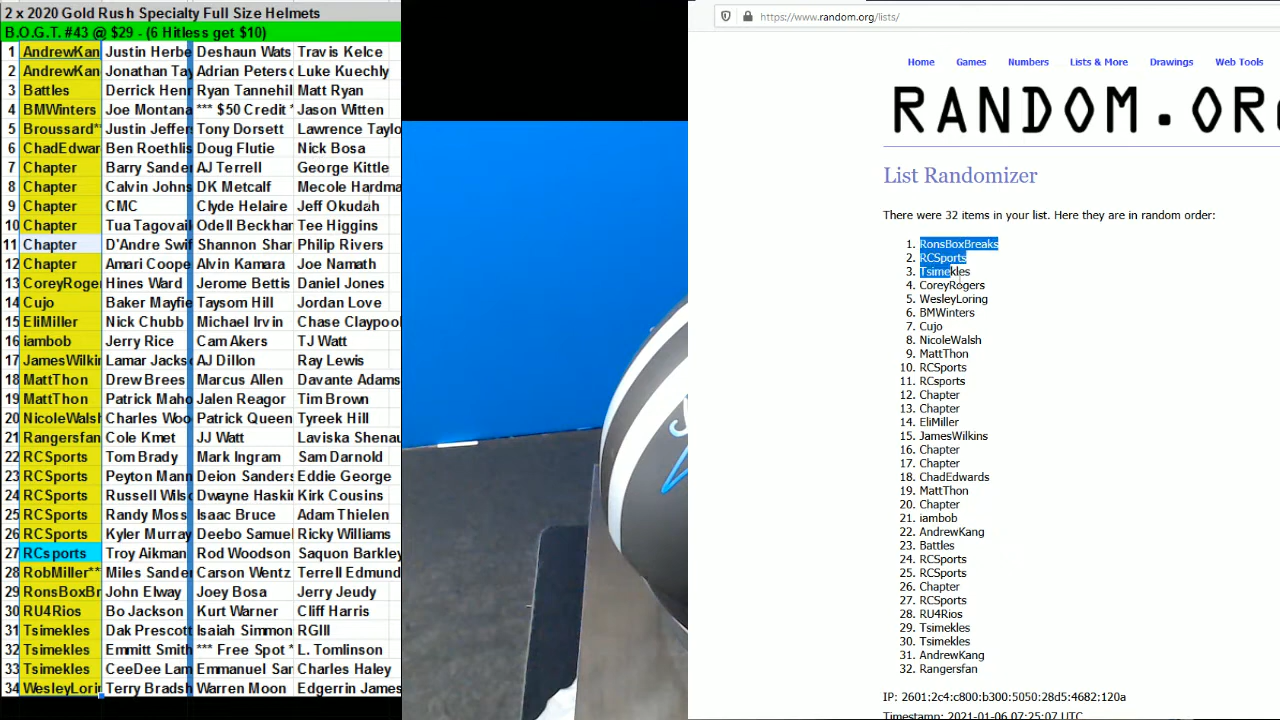 2 x 2020 Gold Rush Specialty Full Size Helmets
B.O.G.T. #43 @ $29 - (6 Hitless get $10)
1 AndrewKan Justin Herbe Deshaun Wats Travis Kelce
2 AndrewKan Jonathan Tay Adrian Peterso Luke Kuechly
3 Battles Derrick Henr Ryan Tannehil Matt Ryan
4 BMWinters Joe Montana *** $50 Credit * Jason Witten
5 Broussard** Justin Jeffer Tony Dorsett Lawrence Taylo
6 ChadEdwar Ben Roethlis Doug Flutie Nick Bosa
7 Chapter Barry Sander AJ Terrell George Kittle
8 Chapter Calvin Johns DK Metcalf Mecole Hardma
9 Chapter CMC Clyde Helaire Jeff Okudah
10 Chapter Tua Tagovail Odell Beckhan Tee Higgins
11 Chapter D'Andre Swif Shannon Shar Philip Rivers
12 Chapter Amari Coope Alvin Kamara Joe Namath
13 CoreyRoger Hines Ward Jerome Bettis Daniel Jones
14 Cujo Baker Mayfie Taysom Hill Jordan Love
15 EliMiller Nick Chubb Michael Irvin Chase Claypool
16 iambob Jerry Rice Cam Akers TJ Watt
17 JamesWilkin Lamar Jacks AJ Dillon Ray Lewis
18 MattThon Drew Brees Marcus Allen Davante Adams
19 MattThon Patrick Maho Jalen Reagor Tim Brown
20 NicoleWalsh Charles Woo Patrick Queen Tyreek Hill
21 Rangersfan Cole Kmet JJ Watt Laviska Shenau
22 RCSports Tom Brady Mark Ingram Sam Darnold
23 RCSports Peyton Mann Deion Sanders Eddie George
24 RCSports Russell Wilso Dwayne Haskin Kirk Cousins
25 RCSports Randy Moss Isaac Bruce Adam Thielen
26 RCSports Kyler Murray Deebo Samuel Ricky Williams
27 RCsports Troy Aikman Rod Woodson Saquon Barkley
28 RobMiller** Miles Sande Carson Wentz Terrell Edmund
29 RonsBoxBr John Elway Joey Bosa Jerry Jeudy
30 RU4Rios Bo Jackson Kurt Warner Cliff Harris
31 Tsimekles Dak Prescott Isaiah Simmon RGIII
32 Tsimekles Emmitt Smith *** Free Spot * L. Tomlinson
33 Tsimekles CeeDee Lam Emmanuel San Charles Haley
34 WesleyLorin Terry Bradsh Warren Moon Edgerrin James
https://www.random.org/lists/
Home Games Numbers Lists & More Drawings Web Tools
RANDOM.ORG
List Randomizer
There were 32 items in your list. Here they are in random order:
1. RonsBoxBreaks
2. RCSports
3. Tsimekles
4. CoreyRogers
5. WesleyLoring
6. BMWinters
7. Cujo
8. NicoleWalsh
9. MattThon
10. RCSports
11. RCsports
12. Chapter
13. Chapter
14. EliMiller
15. JamesWilkins
16. Chapter
17. Chapter
18. ChadEdwards
19. MattThon
20. Chapter
21. iambob
22. AndrewKang
23. Battles
24. RCSports
25. RCSports
26. Chapter
27. RCSports
28. RU4Rios
29. Tsimekles
30. Tsimekles
31. AndrewKang
32. Rangersfan
IP: 2601:2c4:c800:b300:5050:28d5:4682:120a
Timestamp: 2021-01-06 07:25:07 UTC